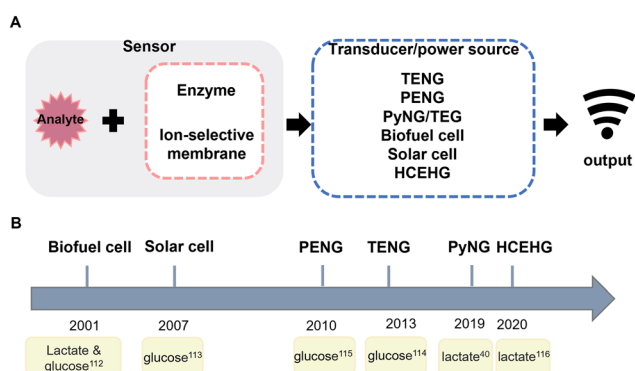 A
Sensor
Analyte
Enzyme
Ion-selective
membrane
Transducer/power source
TENG
PENG
PyNG/TEG
Biofuel cell
Solar cell
HCEHG
output
B
Biofuel cell Solar cell PENG TENG PyNG HCEHG
2001 2007 2010 2013 2019 2020
Lactate &
glucose¹¹² glucose¹¹³ glucose¹¹⁵ glucose¹¹⁴ lactate⁴⁰ lactate¹¹⁶